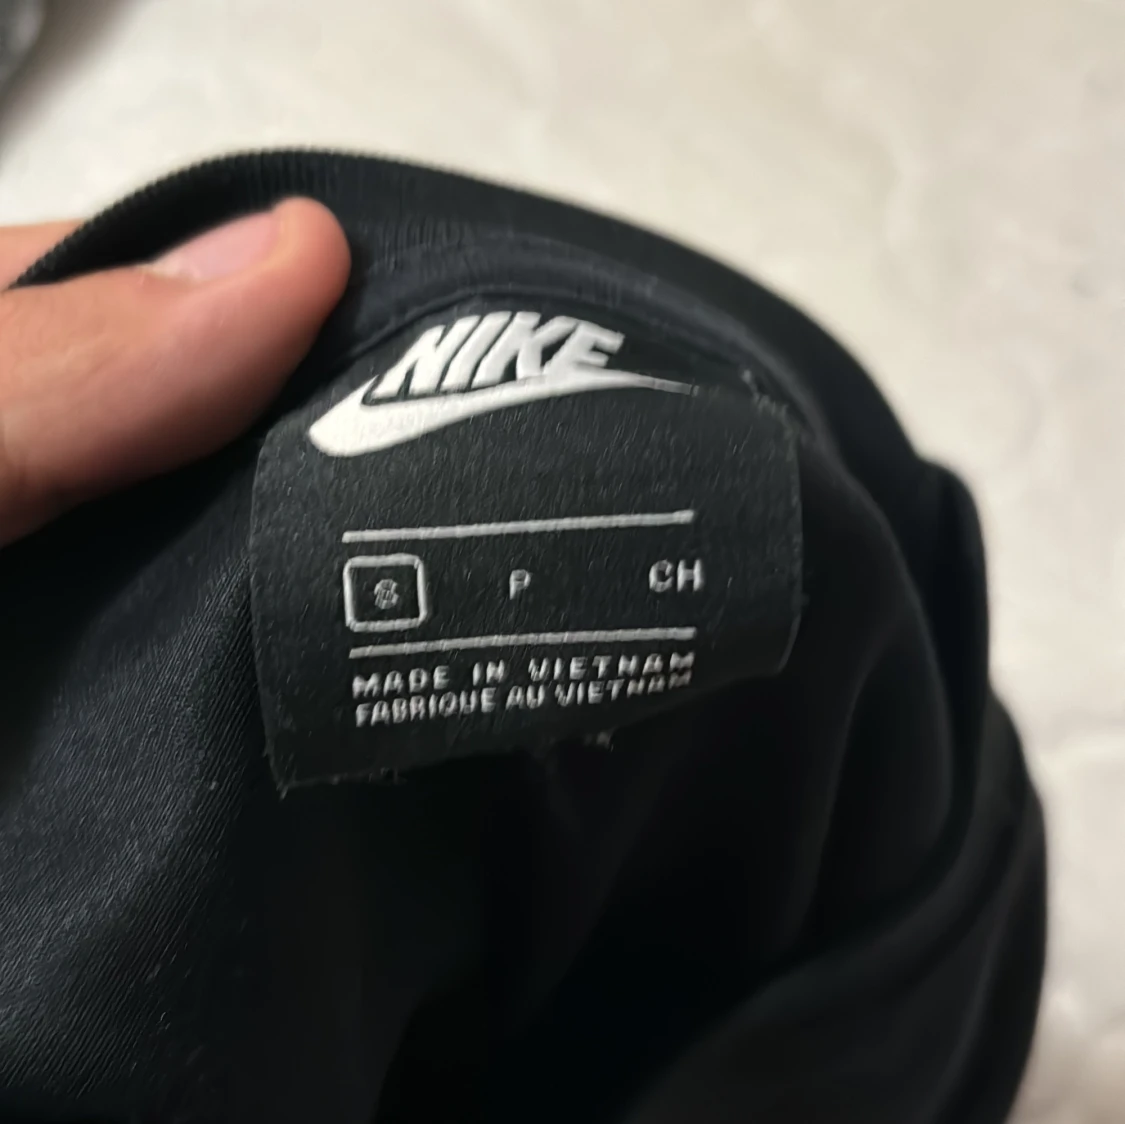 NIKE
S P CH
MADE IN VIETNAM
FABRIQUE AU VIETNAM